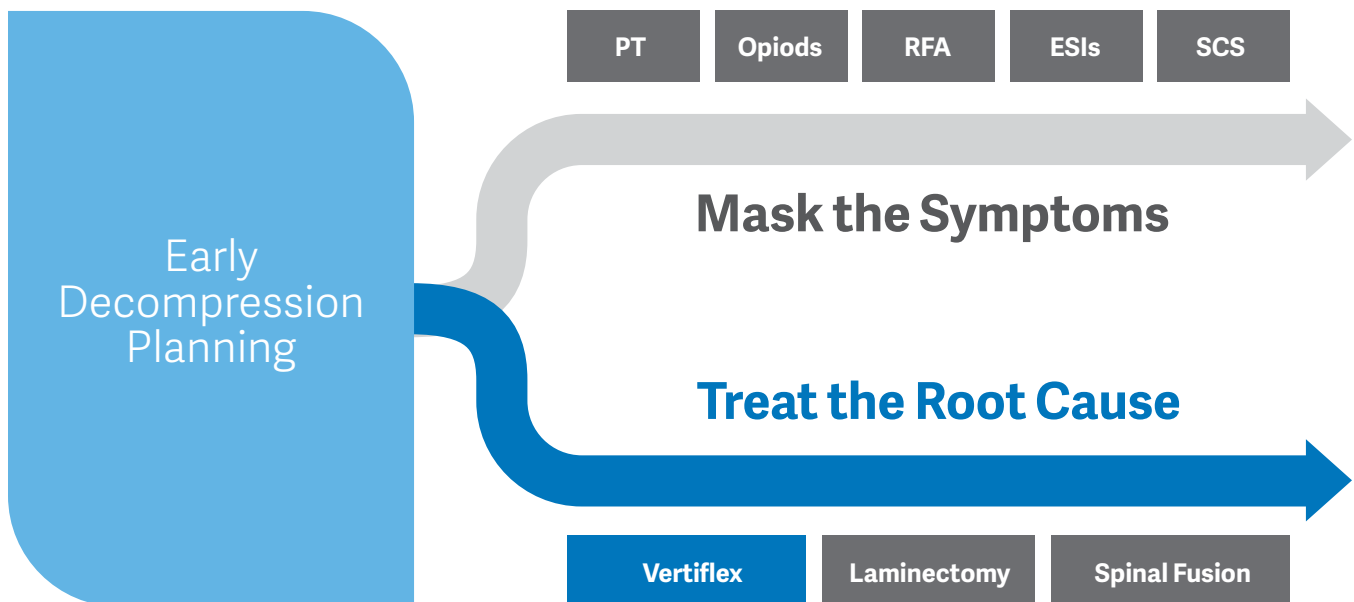 PT
Opiods
RFA
ESIs
SCS
Mask the Symptoms
Early
Decompression
Planning
Treat the Root Cause
Vertiflex
Laminectomy
Spinal Fusion